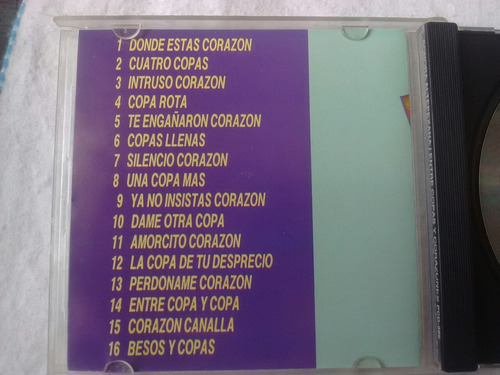 1 DONDE ESTAS CORAZON
2 CUATRO COPAS
3 INTRUSO CORAZON
4 COPA ROTA
5 TE ENGAÑARON CORAZON
6 COPAS LLENAS
7 SILENCIO CORAZON
8 UNA COPA MAS
9 YA NO INSISTAS CORAZON
10 DAME OTRA COPA
11 AMORCITO CORAZON
12 LA COPA DE TU DESPRECIO
13 PERDONAME CORAZON
14 ENTRE COPA Y COPA
15 CORAZON CANALLA
16 BESOS Y COPAS
COPAS Y CORAZONES